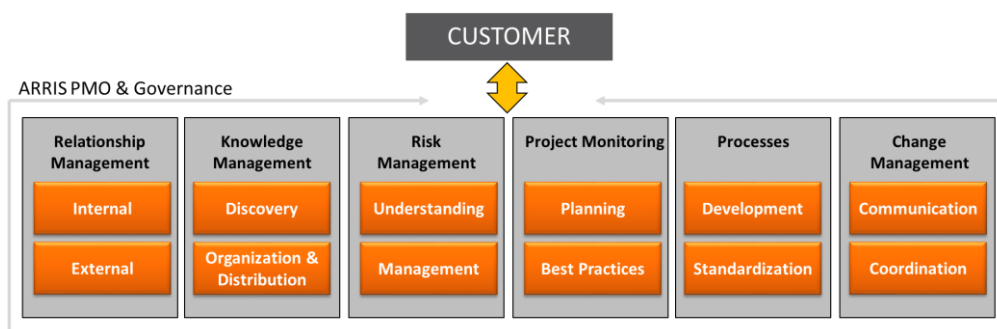 CUSTOMER
ARRIS PMO & Governance
Relationship
Management
Internal
External
Knowledge
Management
Discovery
Organization &
Distribution
Risk
Management
Understanding
Management
Project Monitoring
Planning
Best Practices
Processes
Development
Standardization
Change
Management
Communication
Coordination